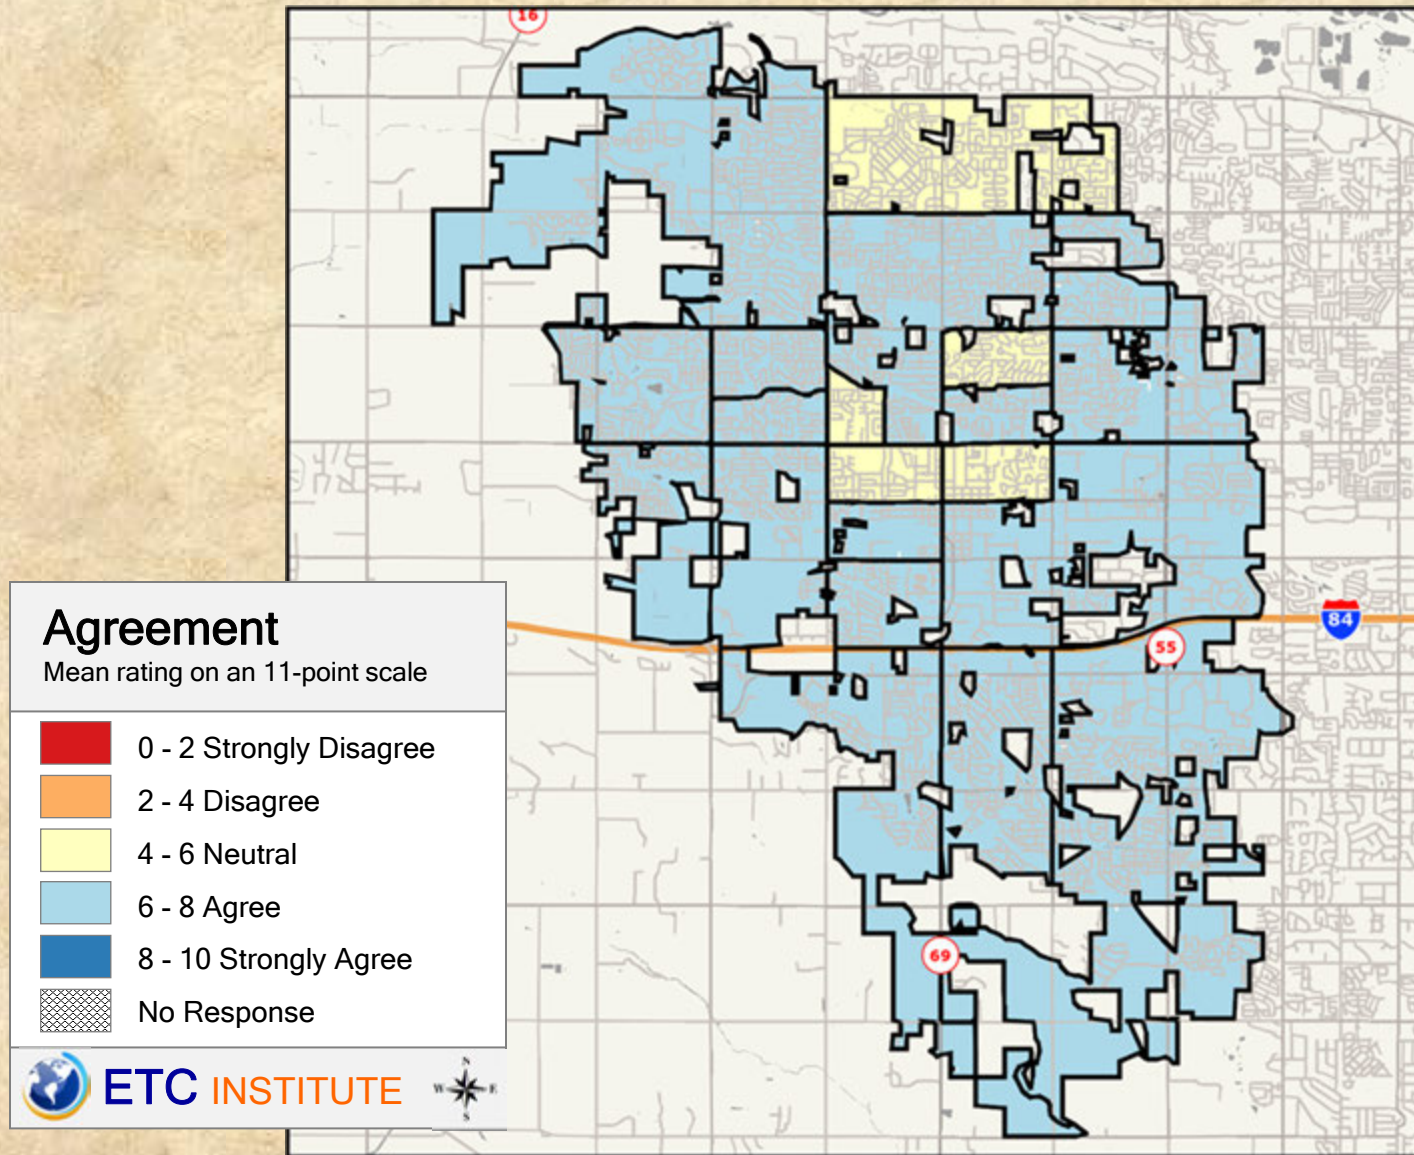 16
84
55
69
Agreement
Mean rating on an 11-point scale
0 - 2 Strongly Disagree
2 - 4 Disagree
4 - 6 Neutral
6 - 8 Agree
8 - 10 Strongly Agree
No Response
ETC INSTITUTE
N
W E
S